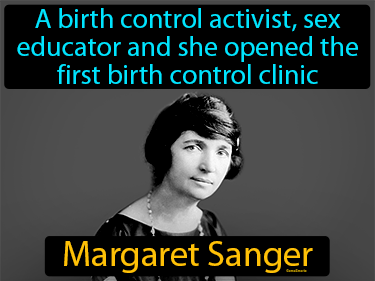 A birth control activist, sex
educator and she opened the
first birth control clinic
Margaret Sanger